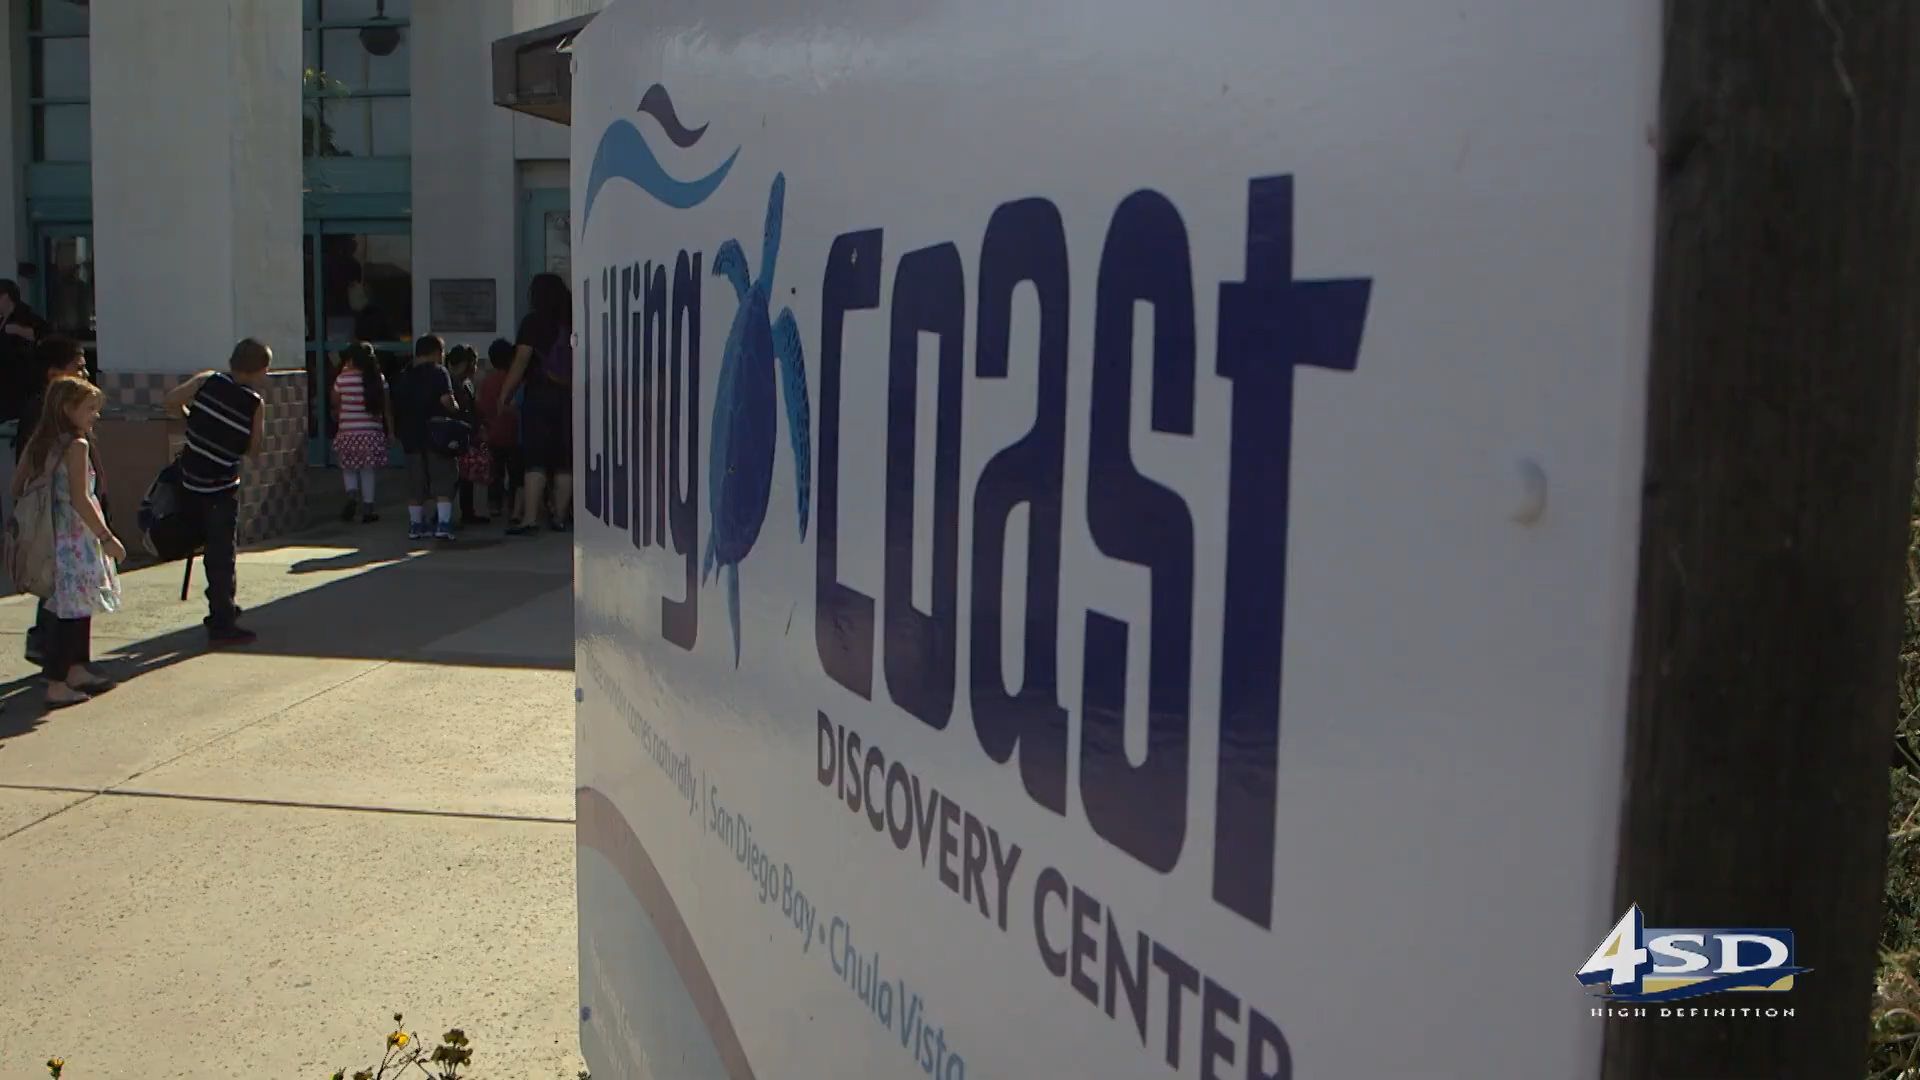 Living Coast
DISCOVERY CENTER
comes naturally. | San Diego Bay • Chula Vista
4SD
HIGH DEFINITION